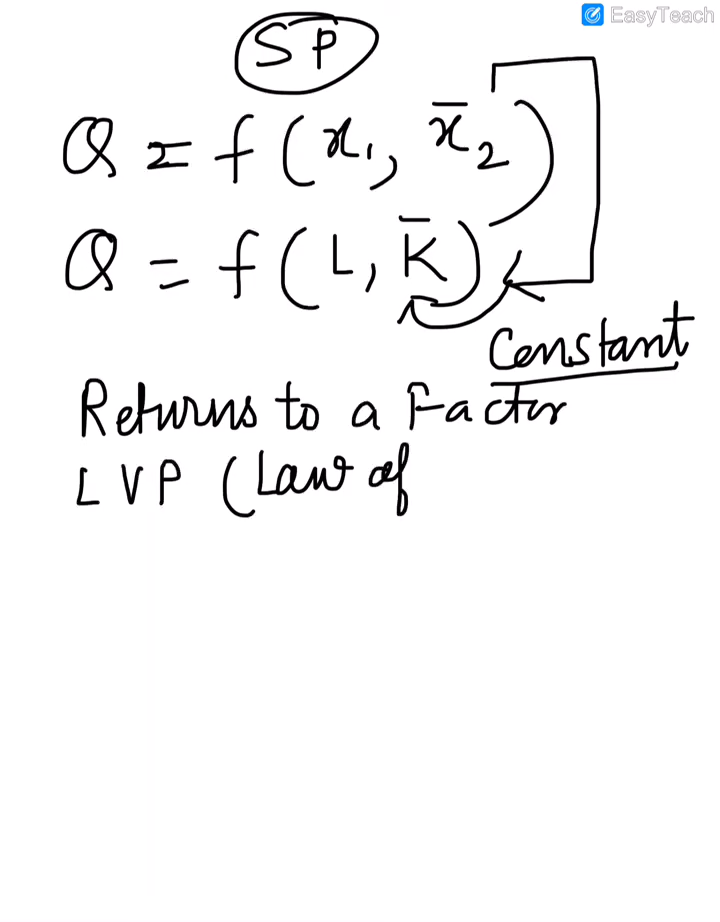 EasyTeach
SP
Q = f(x₁, x̄₂)
Q = f(L, K̄)
Constant
Returns to a Factor
LVP (Law of